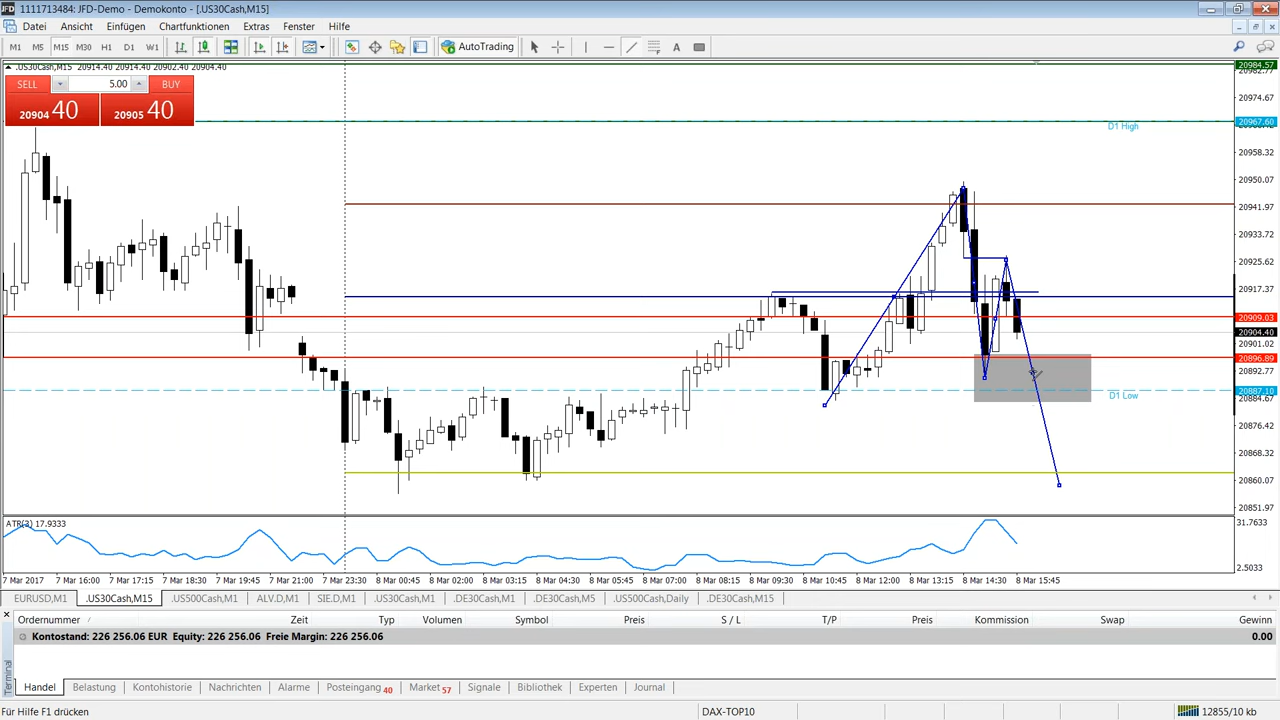 1111713484: JFD-Demo - Demokonto - [.US30Cash,M15]
Datei Ansicht Einfügen Chartfunktionen Extras Fenster Hilfe
M1 M5 M15 M30 H1 D1 W1 AutoTrading A
.US30Cash,M15 20914.40 20914.40 20902.40 20904.40
SELL 5.00 BUY
20904 40 20905 40
20984.57
20982.77
20974.67
20967.60
D1 High
20958.32
20950.07
20941.97
20933.72
20925.62
20917.37
20909.03
20904.40
20901.02
20896.89
20892.77
20887.10
D1 Low
20884.67
20876.42
20868.32
20860.07
20851.97
ATR(3) 17.9333
31.7633
2.5033
7 Mar 2017 7 Mar 16:00 7 Mar 17:15 7 Mar 18:30 7 Mar 19:45 7 Mar 21:00 7 Mar 23:30 8 Mar 00:45 8 Mar 02:00 8 Mar 03:15 8 Mar 04:30 8 Mar 05:45 8 Mar 07:00 8 Mar 08:15 8 Mar 09:30 8 Mar 10:45 8 Mar 12:00 8 Mar 13:15 8 Mar 14:30 8 Mar 15:45
EURUSD,M1 .US30Cash,M15 .US500Cash,M1 ALV.D,M1 SIE.D,M1 .US30Cash,M1 .DE30Cash,M1 .DE30Cash,M5 .US500Cash,Daily .DE30Cash,M15
Ordernummer Zeit Typ Volumen Symbol Preis S / L T/P Preis Kommission Swap Gewinn
Kontostand: 226 256.06 EUR Equity: 226 256.06 Freie Margin: 226 256.06 0.00
Terminal
Handel Belastung Kontohistorie Nachrichten Alarme Posteingang 40 Market 57 Signale Bibliothek Experten Journal
Für Hilfe F1 drücken DAX-TOP10 12855/10 kb